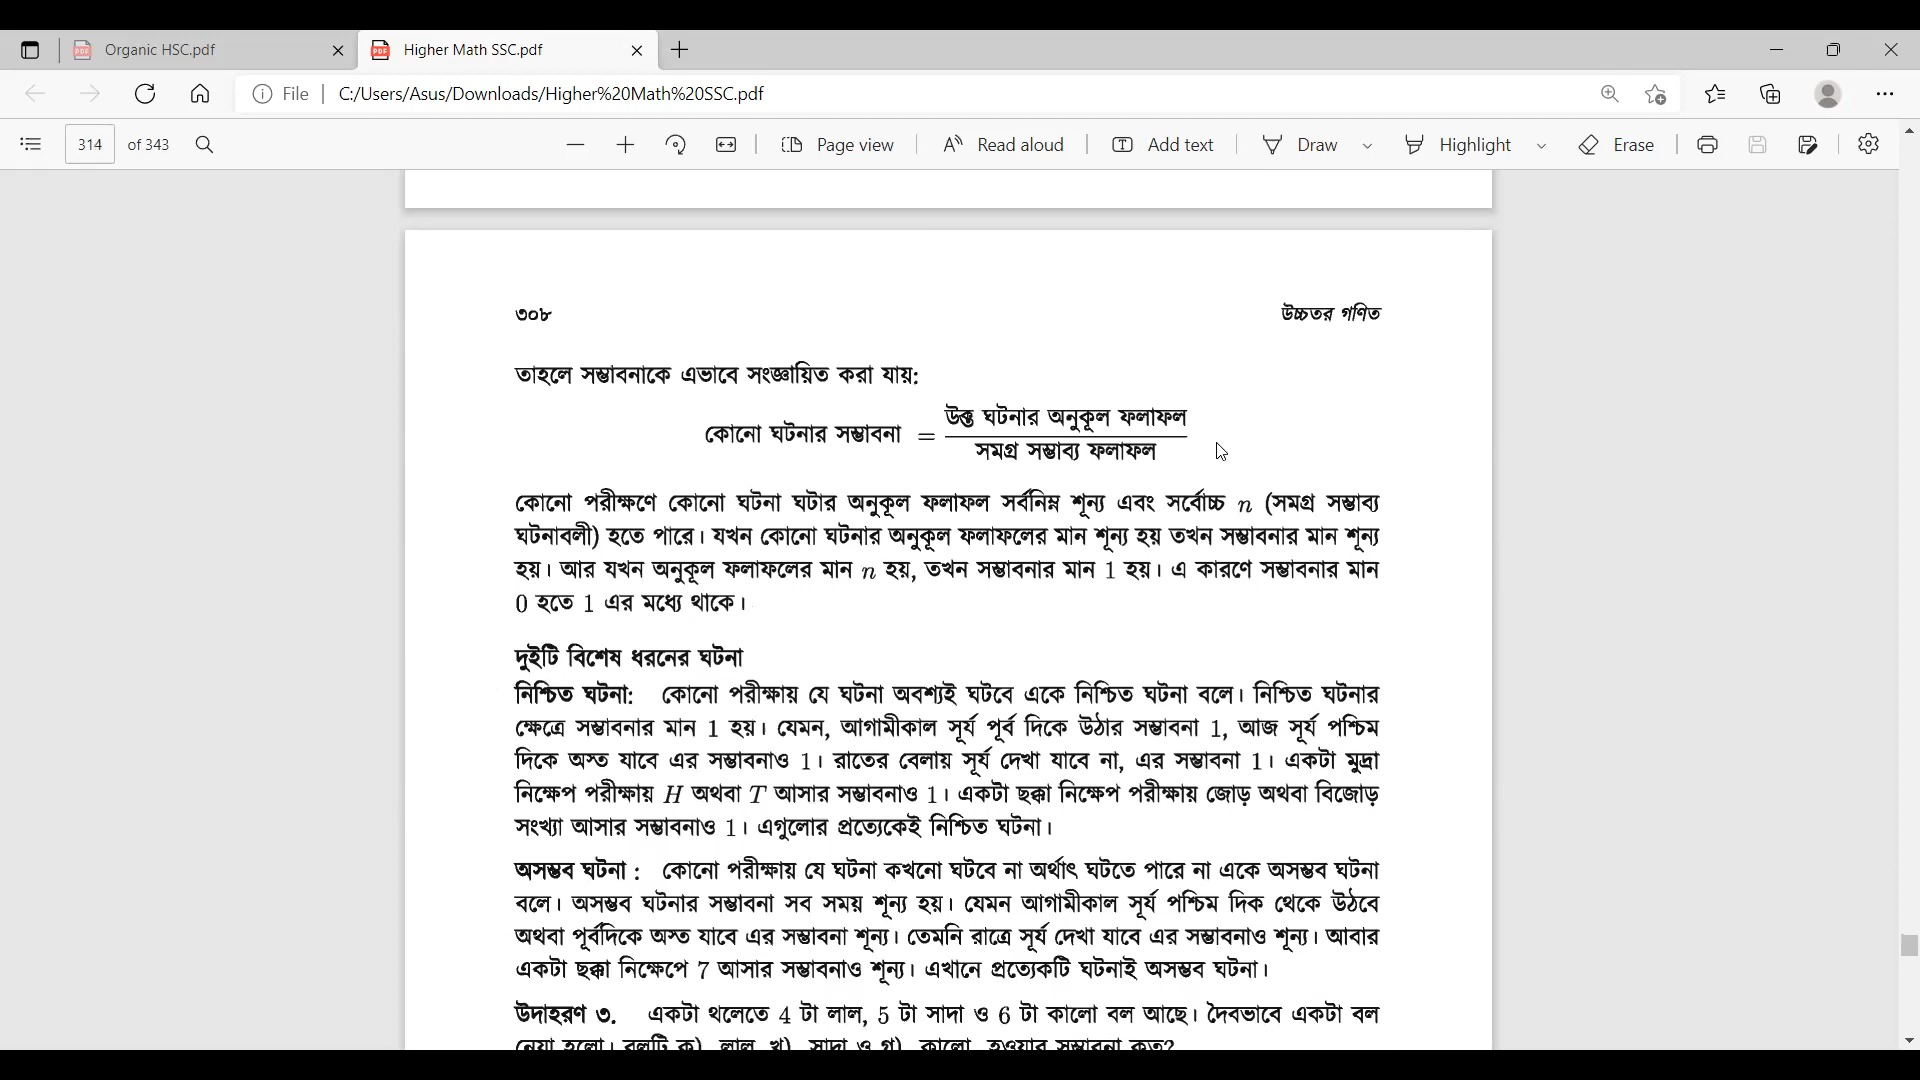 Organic HSC.pdf
Higher Math SSC.pdf
File
C:/Users/Asus/Downloads/Higher%20Math%20SSC.pdf
314 of 343
Page view
Read aloud
Add text
Draw
Highlight
Erase
৩০৮
উচ্চতর গণিত
তাহলে সম্ভাবনাকে এভাবে সংজ্ঞায়িত করা যায়:
কোনো ঘটনার সম্ভাবনা = উক্ত ঘটনার অনুকূল ফলাফল
সমগ্র সম্ভাব্য ফলাফল
কোনো পরীক্ষণে কোনো ঘটনা ঘটার অনুকূল ফলাফল সর্বনিম্ন শূন্য এবং সর্বোচ্চ n (সমগ্র সম্ভাব্য
ঘটনাবলী) হতে পারে। যখন কোনো ঘটনার অনুকূল ফলাফলের মান শূন্য হয় তখন সম্ভাবনার মান শূন্য
হয়। আর যখন অনুকূল ফলাফলের মান n হয়, তখন সম্ভাবনার মান 1 হয়। এ কারণে সম্ভাবনার মান
0 হতে 1 এর মধ্যে থাকে।
দুইটি বিশেষ ধরনের ঘটনা
নিশ্চিত ঘটনা: কোনো পরীক্ষায় যে ঘটনা অবশ্যই ঘটবে একে নিশ্চিত ঘটনা বলে। নিশ্চিত ঘটনার
ক্ষেত্রে সম্ভাবনার মান 1 হয়। যেমন, আগামীকাল সূর্য পূর্ব দিকে উঠার সম্ভাবনা 1, আজ সূর্য পশ্চিম
দিকে অস্ত যাবে এর সম্ভাবনাও 1। রাতের বেলায় সূর্য দেখা যাবে না, এর সম্ভাবনা 1। একটা মুদ্রা
নিক্ষেপ পরীক্ষায় H অথবা T আসার সম্ভাবনাও 1। একটা ছক্কা নিক্ষেপ পরীক্ষায় জোড় অথবা বিজোড়
সংখ্যা আসার সম্ভাবনাও 1। এগুলোর প্রত্যেকেই নিশ্চিত ঘটনা।
অসম্ভব ঘটনা : কোনো পরীক্ষায় যে ঘটনা কখনো ঘটবে না অর্থাৎ ঘটতে পারে না একে অসম্ভব ঘটনা
বলে। অসম্ভব ঘটনার সম্ভাবনা সব সময় শূন্য হয়। যেমন আগামীকাল সূর্য পশ্চিম দিক থেকে উঠবে
অথবা পূর্বদিকে অস্ত যাবে এর সম্ভাবনা শূন্য। তেমনি রাত্রে সূর্য দেখা যাবে এর সম্ভাবনাও শূন্য। আবার
একটা ছক্কা নিক্ষেপে 7 আসার সম্ভাবনাও শূন্য। এখানে প্রত্যেকটি ঘটনাই অসম্ভব ঘটনা।
উদাহরণ ৩. একটা থলেতে 4 টা লাল, 5 টা সাদা ও 6 টা কালো বল আছে। দৈবভাবে একটা বল
নেয়া হলো। বলটি ক) লাল খ) সাদা ও গ) কালো হওয়ার সম্ভাবনা কত?